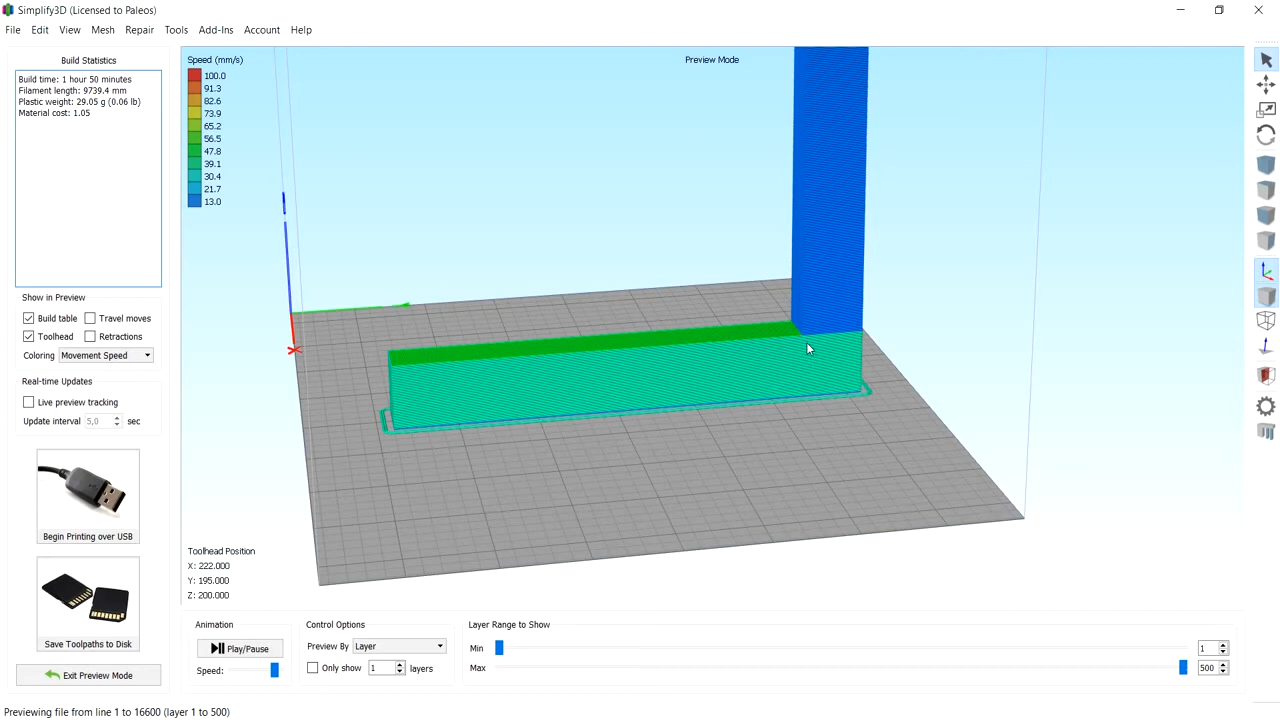 Simplify3D (Licensed to Paleos)
File Edit View Mesh Repair Tools Add-Ins Account Help
Build Statistics
Build time: 1 hour 50 minutes
Filament length: 9739.4 mm
Plastic weight: 29.05 g (0.06 lb)
Material cost: 1.05
Show in Preview
Build table Travel moves
Toolhead Retractions
Coloring Movement Speed
Real-time Updates
Live preview tracking
Update interval 5,0 sec
Begin Printing over USB
Save Toolpaths to Disk
Exit Preview Mode
Speed (mm/s)
100.0
91.3
82.6
73.9
65.2
56.5
47.8
39.1
30.4
21.7
13.0
Preview Mode
Toolhead Position
X: 222.000
Y: 195.000
Z: 200.000
Animation
Play/Pause
Speed:
Control Options
Preview By Layer
Only show 1 layers
Layer Range to Show
Min 1
Max 500
Previewing file from line 1 to 16600 (layer 1 to 500)